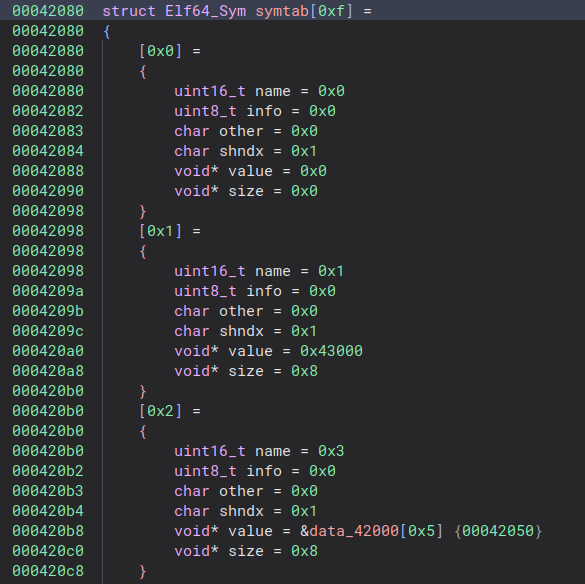 00042080 struct Elf64_Sym symtab[0xf] =
00042080 {
00042080 [0x0] =
00042080 {
00042080 uint16_t name = 0x0
00042082 uint8_t info = 0x0
00042083 char other = 0x0
00042084 char shndx = 0x1
00042088 void* value = 0x0
00042090 void* size = 0x0
00042098 }
00042098 [0x1] =
00042098 {
00042098 uint16_t name = 0x1
0004209a uint8_t info = 0x0
0004209b char other = 0x0
0004209c char shndx = 0x1
000420a0 void* value = 0x43000
000420a8 void* size = 0x8
000420b0 }
000420b0 [0x2] =
000420b0 {
000420b0 uint16_t name = 0x3
000420b2 uint8_t info = 0x0
000420b3 char other = 0x0
000420b4 char shndx = 0x1
000420b8 void* value = &data_42000[0x5] {00042050}
000420c0 void* size = 0x8
000420c8 }